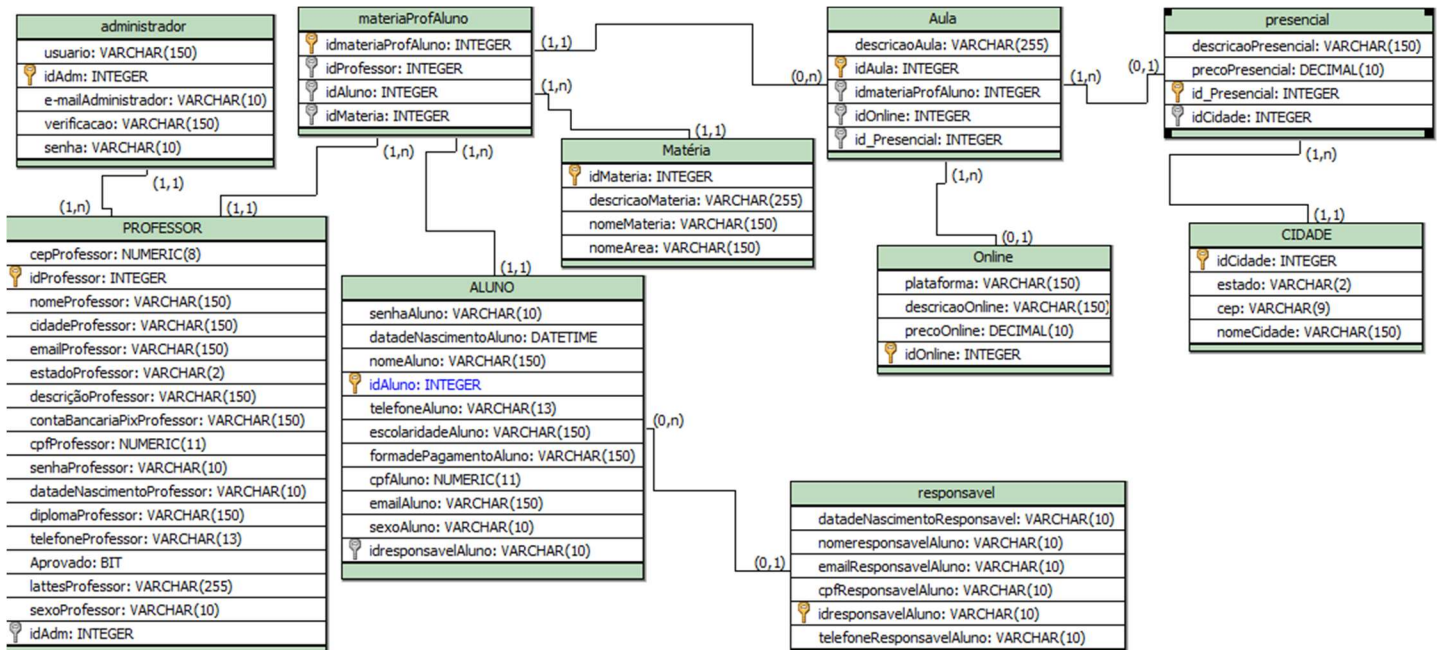 administrador
usuario: VARCHAR(150)
idAdm: INTEGER
e-mailAdministrador: VARCHAR(10)
verificacao: VARCHAR(150)
senha: VARCHAR(10)
(1,1)
(1,n)
materiaProfAluno
idmateriaProfAluno: INTEGER
idProfessor: INTEGER
idAluno: INTEGER
idMateria: INTEGER
(1,1)
(1,n)
(1,n)
(1,n)
(1,1)
(1,1)
(1,1)
(0,n)
Aula
descricaoAula: VARCHAR(255)
idAula: INTEGER
idmateriaProfAluno: INTEGER
idOnline: INTEGER
id_Presencial: INTEGER
(1,n)
(0,1)
(1,n)
(0,1)
presencial
descricaoPresencial: VARCHAR(150)
precoPresencial: DECIMAL(10)
id_Presencial: INTEGER
idCidade: INTEGER
(1,n)
(1,1)
Matéria
idMateria: INTEGER
descricaoMateria: VARCHAR(255)
nomeMateria: VARCHAR(150)
nomeArea: VARCHAR(150)
PROFESSOR
cepProfessor: NUMERIC(8)
idProfessor: INTEGER
nomeProfessor: VARCHAR(150)
cidadeProfessor: VARCHAR(150)
emailProfessor: VARCHAR(150)
estadoProfessor: VARCHAR(2)
descriçãoProfessor: VARCHAR(150)
contaBancariaPixProfessor: VARCHAR(150)
cpfProfessor: NUMERIC(11)
senhaProfessor: VARCHAR(10)
datadeNascimentoProfessor: VARCHAR(10)
diplomaProfessor: VARCHAR(150)
telefoneProfessor: VARCHAR(13)
Aprovado: BIT
lattesProfessor: VARCHAR(255)
sexoProfessor: VARCHAR(10)
idAdm: INTEGER
ALUNO
senhaAluno: VARCHAR(10)
datadeNascimentoAluno: DATETIME
nomeAluno: VARCHAR(150)
idAluno: INTEGER
telefoneAluno: VARCHAR(13)
escolaridadeAluno: VARCHAR(150)
formadePagamentoAluno: VARCHAR(150)
cpfAluno: NUMERIC(11)
emailAluno: VARCHAR(150)
sexoAluno: VARCHAR(10)
idresponsavelAluno: VARCHAR(10)
(0,n)
(0,1)
Online
plataforma: VARCHAR(150)
descricaoOnline: VARCHAR(150)
precoOnline: DECIMAL(10)
idOnline: INTEGER
CIDADE
idCidade: INTEGER
estado: VARCHAR(2)
cep: VARCHAR(9)
nomeCidade: VARCHAR(150)
responsavel
datadeNascimentoResponsavel: VARCHAR(10)
nomeresponsavelAluno: VARCHAR(10)
emailResponsavelAluno: VARCHAR(10)
cpfResponsavelAluno: VARCHAR(10)
idresponsavelAluno: VARCHAR(10)
telefoneResponsavelAluno: VARCHAR(10)